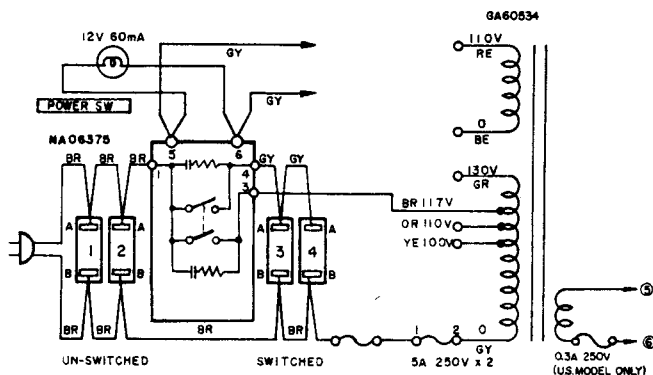 GA60534
12V 60mA
110V
RE
GY
GY
POWER SW
NA06375
0
BE
BR
BR
BR
5
6
GY
GY
1
4
3
130V
GR
BR 117V
OR 110V
YE 100V
A
A
A
A
1
2
3
4
B
B
B
B
BR
BR
BR
BR
UN-SWITCHED
SWITCHED
1
2
0
GY
5A 250V x 2
5
6
0.3A 250V
(U.S. MODEL ONLY)